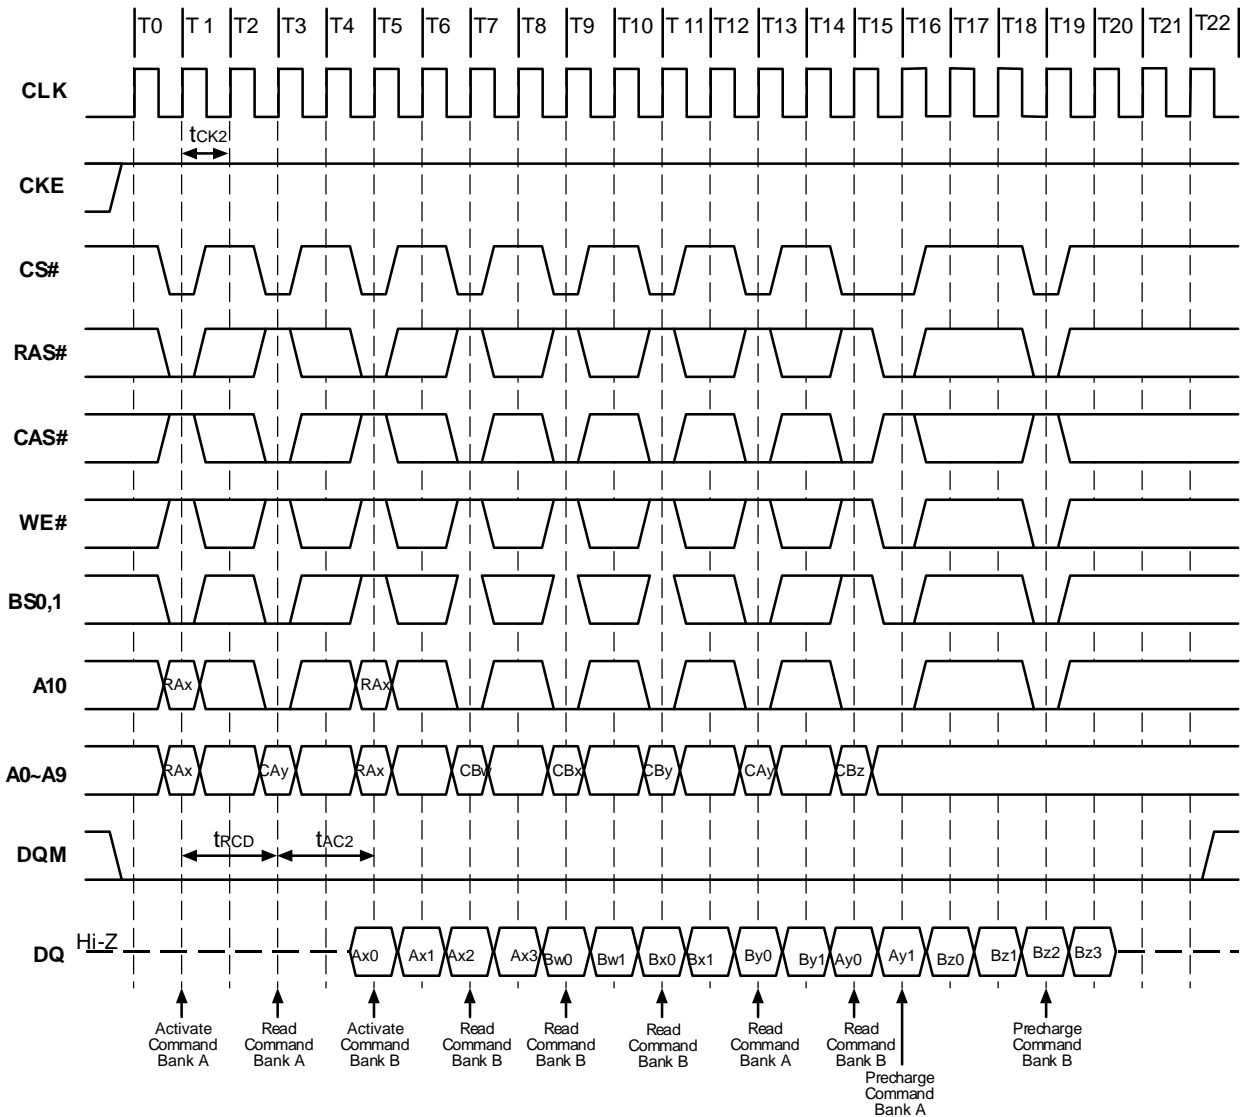 T0 T 1 T2 T3 T4 T5 T6 T7 T8 T9 T10 T 11 T12 T13 T14 T15 T16 T17 T18 T19 T20 T21 T22
CLK
tCK2
CKE
CS#
RAS#
CAS#
WE#
BS0,1
A10
RAx RAx
A0~A9
RAx CAy RAx CBw CBx CBy CAy CBz
DQM
tRCD tAC2
DQ
Hi-Z
Ax0 Ax1 Ax2 Ax3 Bw0 Bw1 Bx0 Bx1 By0 By1 Ay0 Ay1 Bz0 Bz1 Bz2 Bz3
Activate
Command
Bank A
Read
Command
Bank A
Activate
Command
Bank B
Read
Command
Bank B
Read
Command
Bank B
Read
Command
Bank B
Read
Command
Bank A
Read
Command
Bank B
Precharge
Command
Bank A
Precharge
Command
Bank B